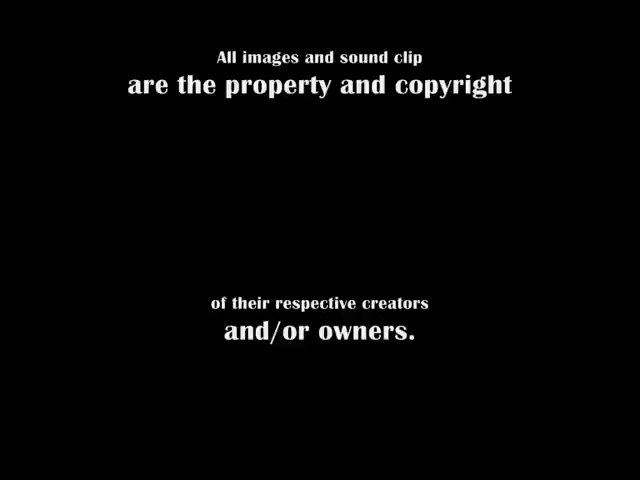 All images and sound clip
are the property and copyright
of their respective creators
and/or owners.